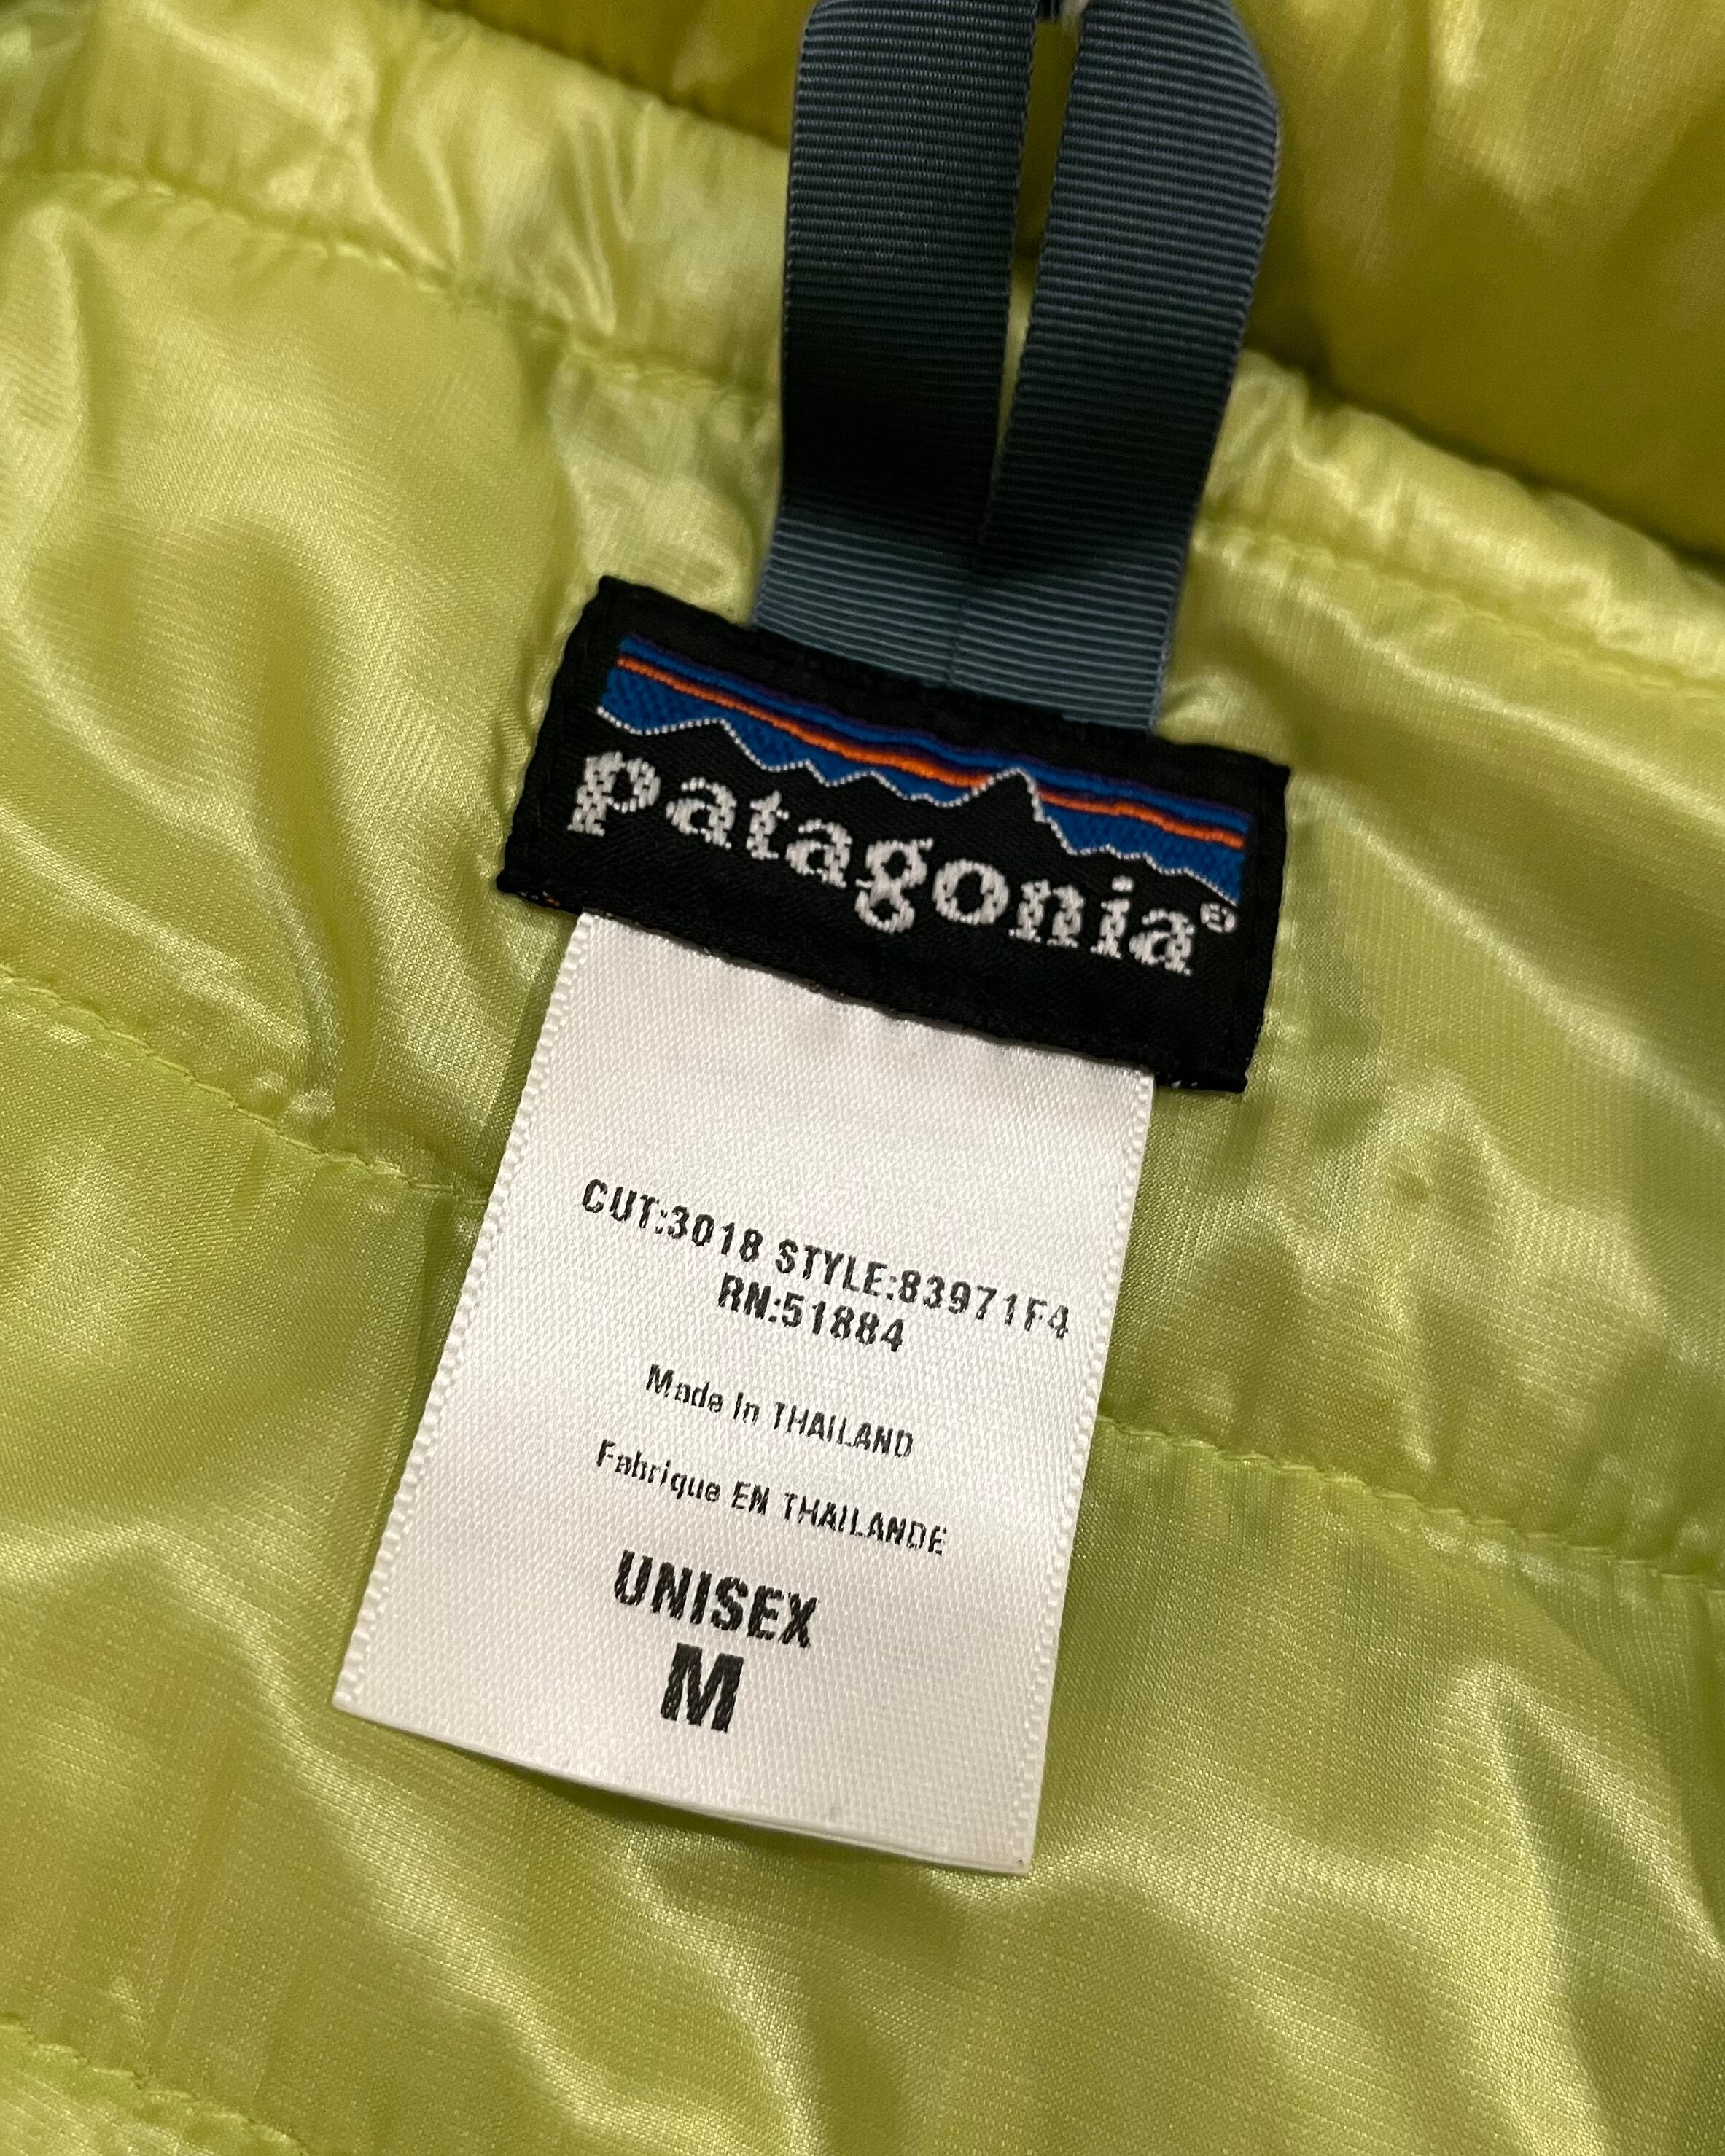 patagonia®
CUT:3018 STYLE:83971F4
RN:51884
Made In THAILAND
Fabrique EN THAILANDE
UNISEX
M